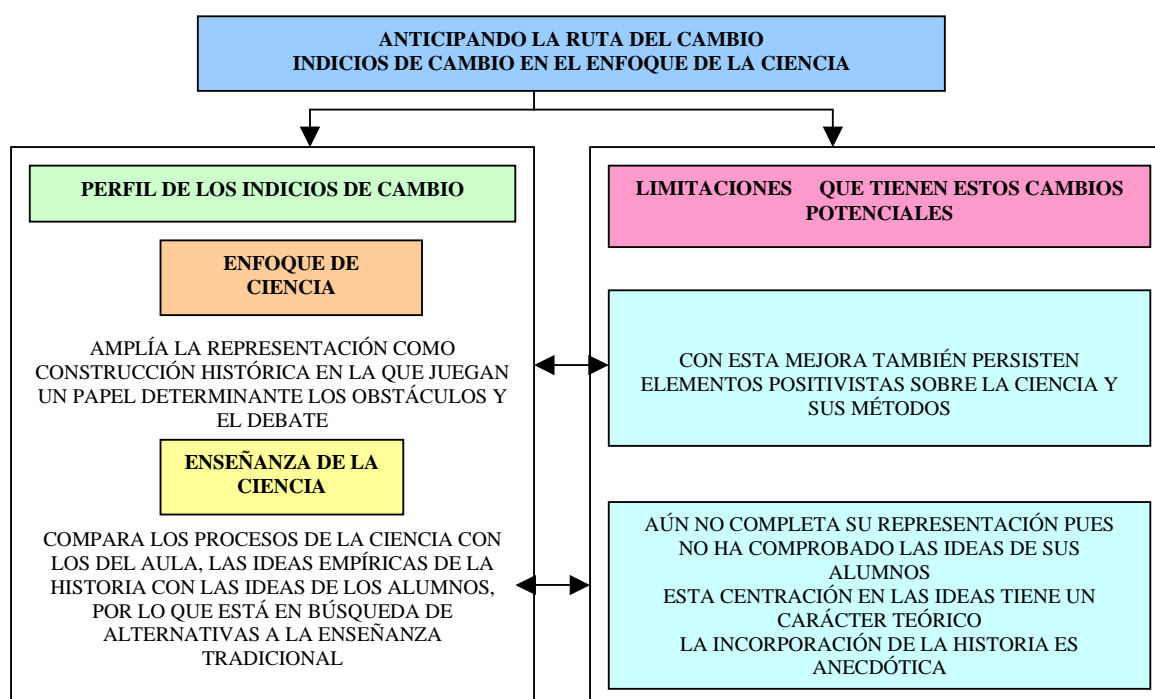 ANTICIPANDO LA RUTA DEL CAMBIO
INDICIOS DE CAMBIO EN EL ENFOQUE DE LA CIENCIA
PERFIL DE LOS INDICIOS DE CAMBIO
ENFOQUE DE
CIENCIA
AMPLÍA LA REPRESENTACIÓN COMO
CONSTRUCCIÓN HISTÓRICA EN LA QUE JUEGAN
UN PAPEL DETERMINANTE LOS OBSTÁCULOS Y
EL DEBATE
ENSEÑANZA DE LA
CIENCIA
COMPARA LOS PROCESOS DE LA CIENCIA CON
LOS DEL AULA, LAS IDEAS EMPÍRICAS DE LA
HISTORIA CON LAS IDEAS DE LOS ALUMNOS,
POR LO QUE ESTÁ EN BÚSQUEDA DE
ALTERNATIVAS A LA ENSEÑANZA
TRADICIONAL
LIMITACIONES QUE TIENEN ESTOS CAMBIOS
POTENCIALES
CON ESTA MEJORA TAMBIÉN PERSISTEN
ELEMENTOS POSITIVISTAS SOBRE LA CIENCIA Y
SUS MÉTODOS
AÚN NO COMPLETA SU REPRESENTACIÓN PUES
NO HA COMPROBADO LAS IDEAS DE SUS
ALUMNOS
ESTA CENTRACIÓN EN LAS IDEAS TIENE UN
CARÁCTER TEÓRICO
LA INCORPORACIÓN DE LA HISTORIA ES
ANECDÓTICA